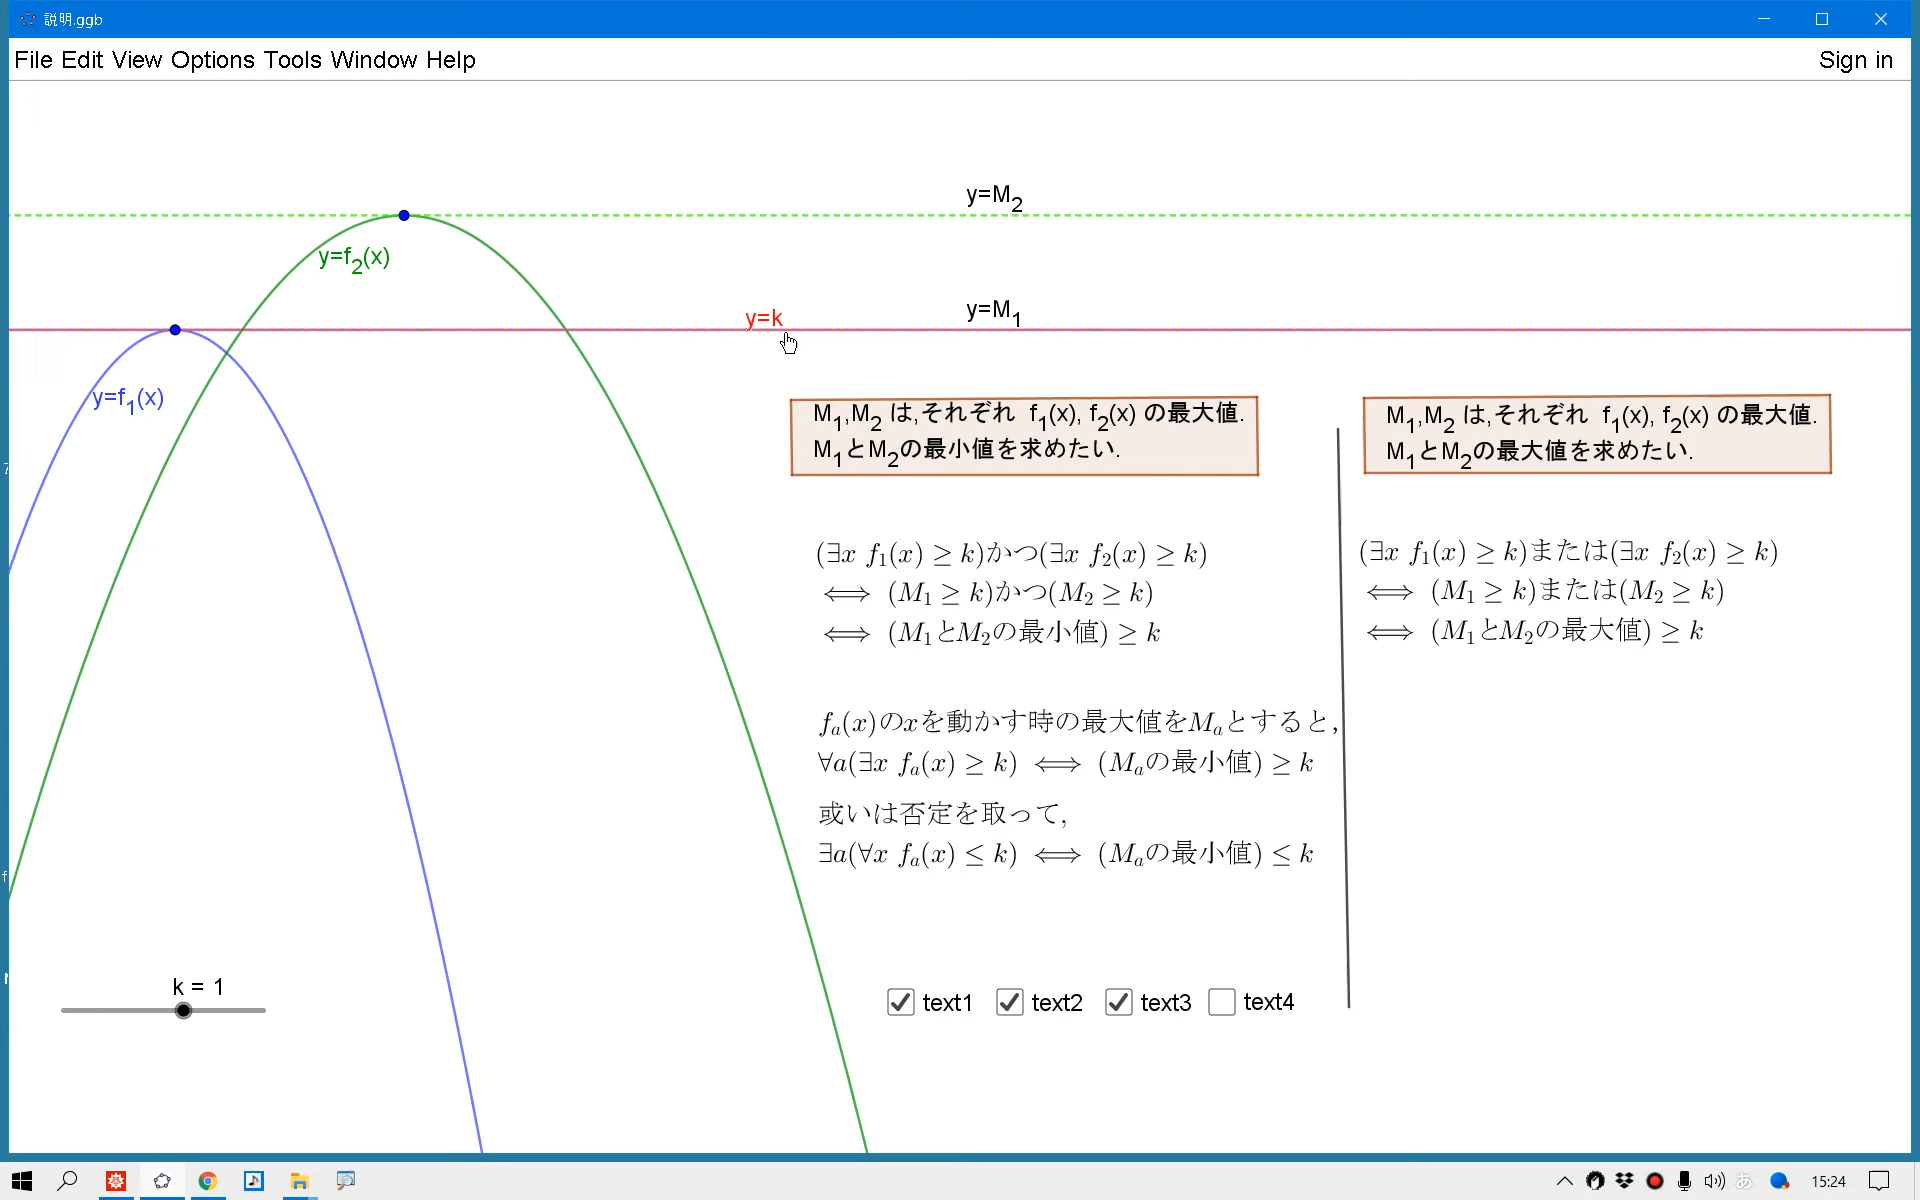 説明.ggb
File Edit View Options Tools Window Help
Sign in
y=M₂
y=f₂(x)
y=k
y=M₁
y=f₁(x)
M₁,M₂ は,それぞれ f₁(x), f₂(x) の最大値.
M₁とM₂の最小値を求めたい.
M₁,M₂ は,それぞれ f₁(x), f₂(x) の最大値.
M₁とM₂の最大値を求めたい.
(∃x f₁(x) ≥ k)かつ(∃x f₂(x) ≥ k)
⟺ (M₁ ≥ k)かつ(M₂ ≥ k)
⟺ (M₁とM₂の最小値) ≥ k
(∃x f₁(x) ≥ k)または(∃x f₂(x) ≥ k)
⟺ (M₁ ≥ k)または(M₂ ≥ k)
⟺ (M₁とM₂の最大値) ≥ k
fₐ(x)のxを動かす時の最大値をMₐとすると,
∀a(∃x fₐ(x) ≥ k) ⟺ (Mₐの最小値) ≥ k
或いは否定を取って,
∃a(∀x fₐ(x) ≤ k) ⟺ (Mₐの最小値) ≤ k
k = 1
text1 text2 text3 text4
あ 15:24